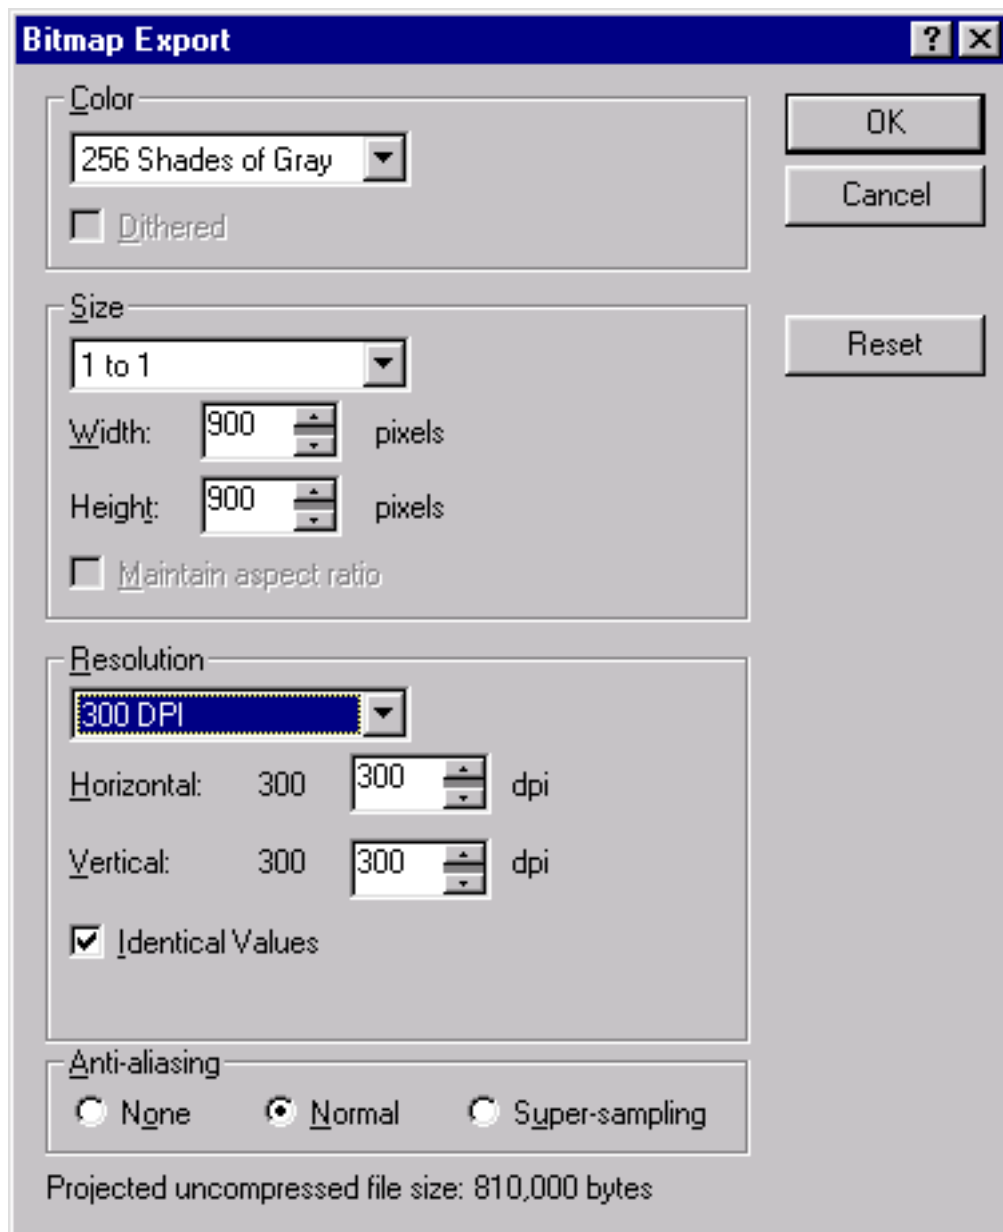 Bitmap Export
Color
256 Shades of Gray
Dithered
OK
Cancel
Reset
Size
1 to 1
Width: 900 pixels
Height: 900 pixels
Maintain aspect ratio
Resolution
300 DPI
Horizontal: 300 300 dpi
Vertical: 300 300 dpi
Identical Values
Anti-aliasing
None Normal Super-sampling
Projected uncompressed file size: 810,000 bytes